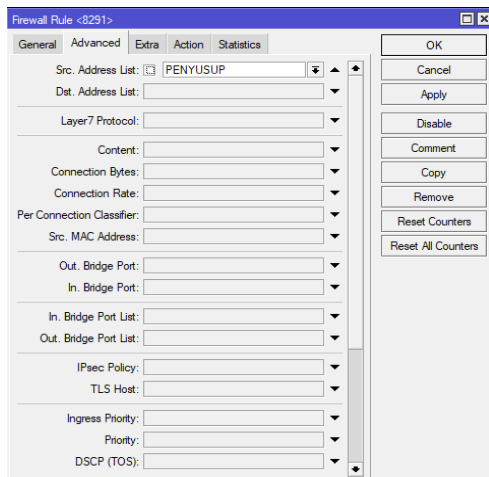 Firewall Rule <8291>
General Advanced Extra Action Statistics
Src. Address List: PENYUSUP
Dst. Address List:
Layer7 Protocol:
Content:
Connection Bytes:
Connection Rate:
Per Connection Classifier:
Src. MAC Address:
Out. Bridge Port:
In. Bridge Port:
In. Bridge Port List:
Out. Bridge Port List:
IPsec Policy:
TLS Host:
Ingress Priority:
Priority:
DSCP (TOS):
OK
Cancel
Apply
Disable
Comment
Copy
Remove
Reset Counters
Reset All Counters